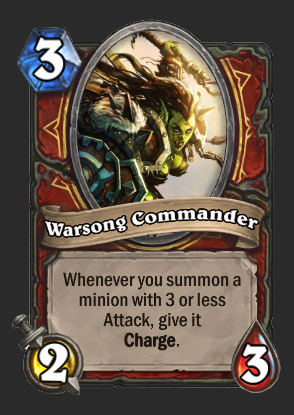 3
Warsong Commander
Whenever you summon a
minion with 3 or less
Attack, give it
Charge.
2
3